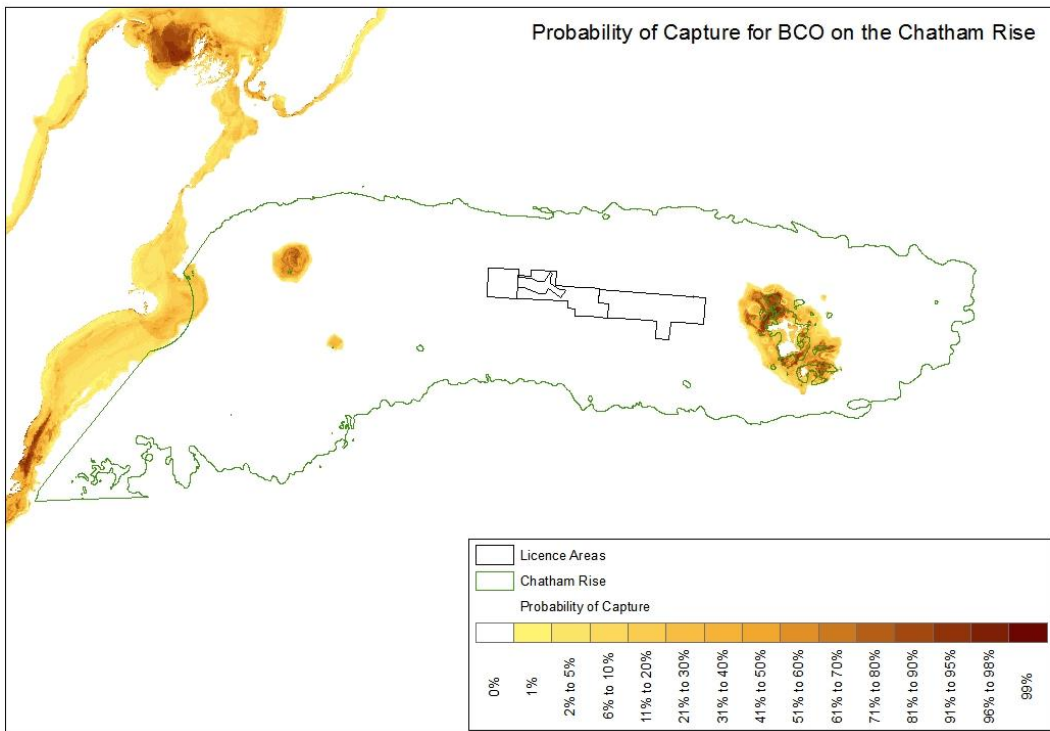 Probability of Capture for BCO on the Chatham Rise
Licence Areas
Chatham Rise
Probability of Capture
0%
1%
2% to 5%
6% to 10%
11% to 20%
21% to 30%
31% to 40%
41% to 50%
51% to 60%
61% to 70%
71% to 80%
81% to 90%
91% to 95%
96% to 98%
99%